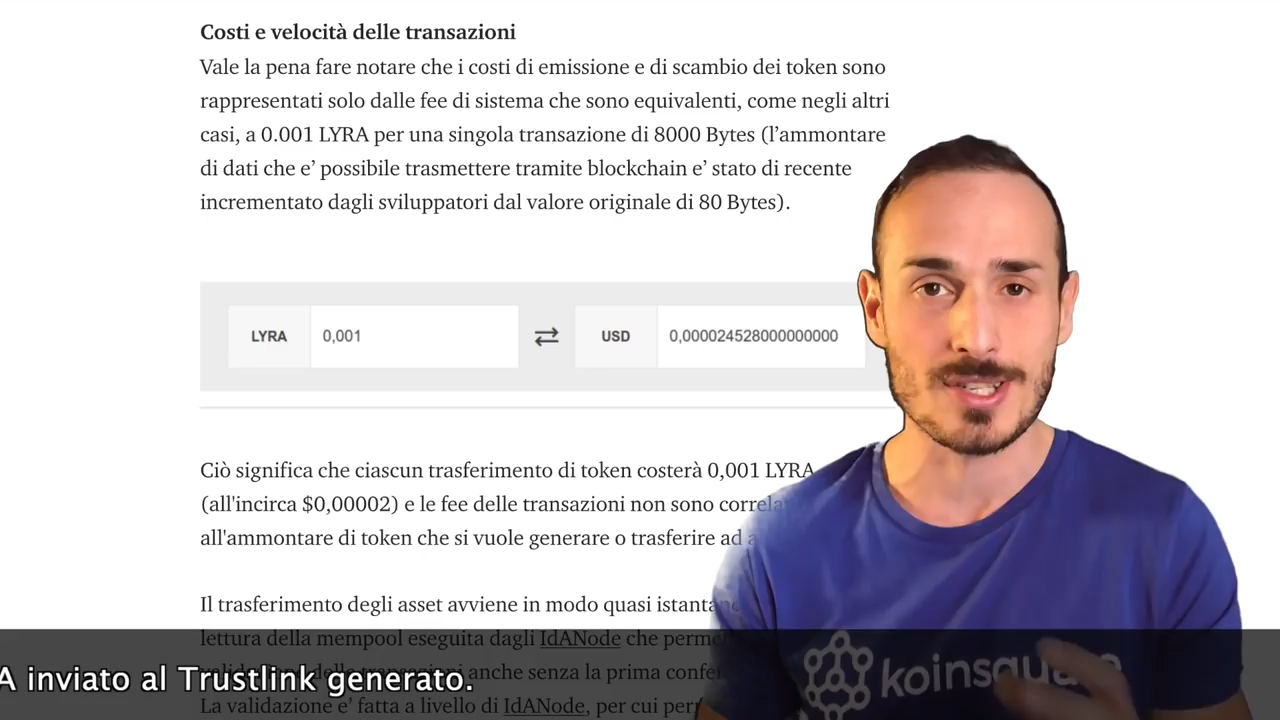 Costi e velocità delle transazioni
Vale la pena fare notare che i costi di emissione e di scambio dei token sono
rappresentati solo dalle fee di sistema che sono equivalenti, come negli altri
casi, a 0.001 LYRA per una singola transazione di 8000 Bytes (l’ammontare
di dati che e’ possibile trasmettere tramite blockchain e’ stato di recente
incrementato dagli sviluppatori dal valore originale di 80 Bytes).
LYRA 0,001 USD 0,000024528000000000
Ciò significa che ciascun trasferimento di token costerà 0,001 LYRA
(all'incirca $0,00002) e le fee delle transazioni non sono
all'ammontare di token che si vuole generare o trasferire ad
Il trasferimento degli asset avviene in modo quasi
lettura della mempool eseguita dagli IdANode che
anche senza la prima
La validazione e’ fatta a livello di IdANode, per cui
A inviato al Trustlink generato.